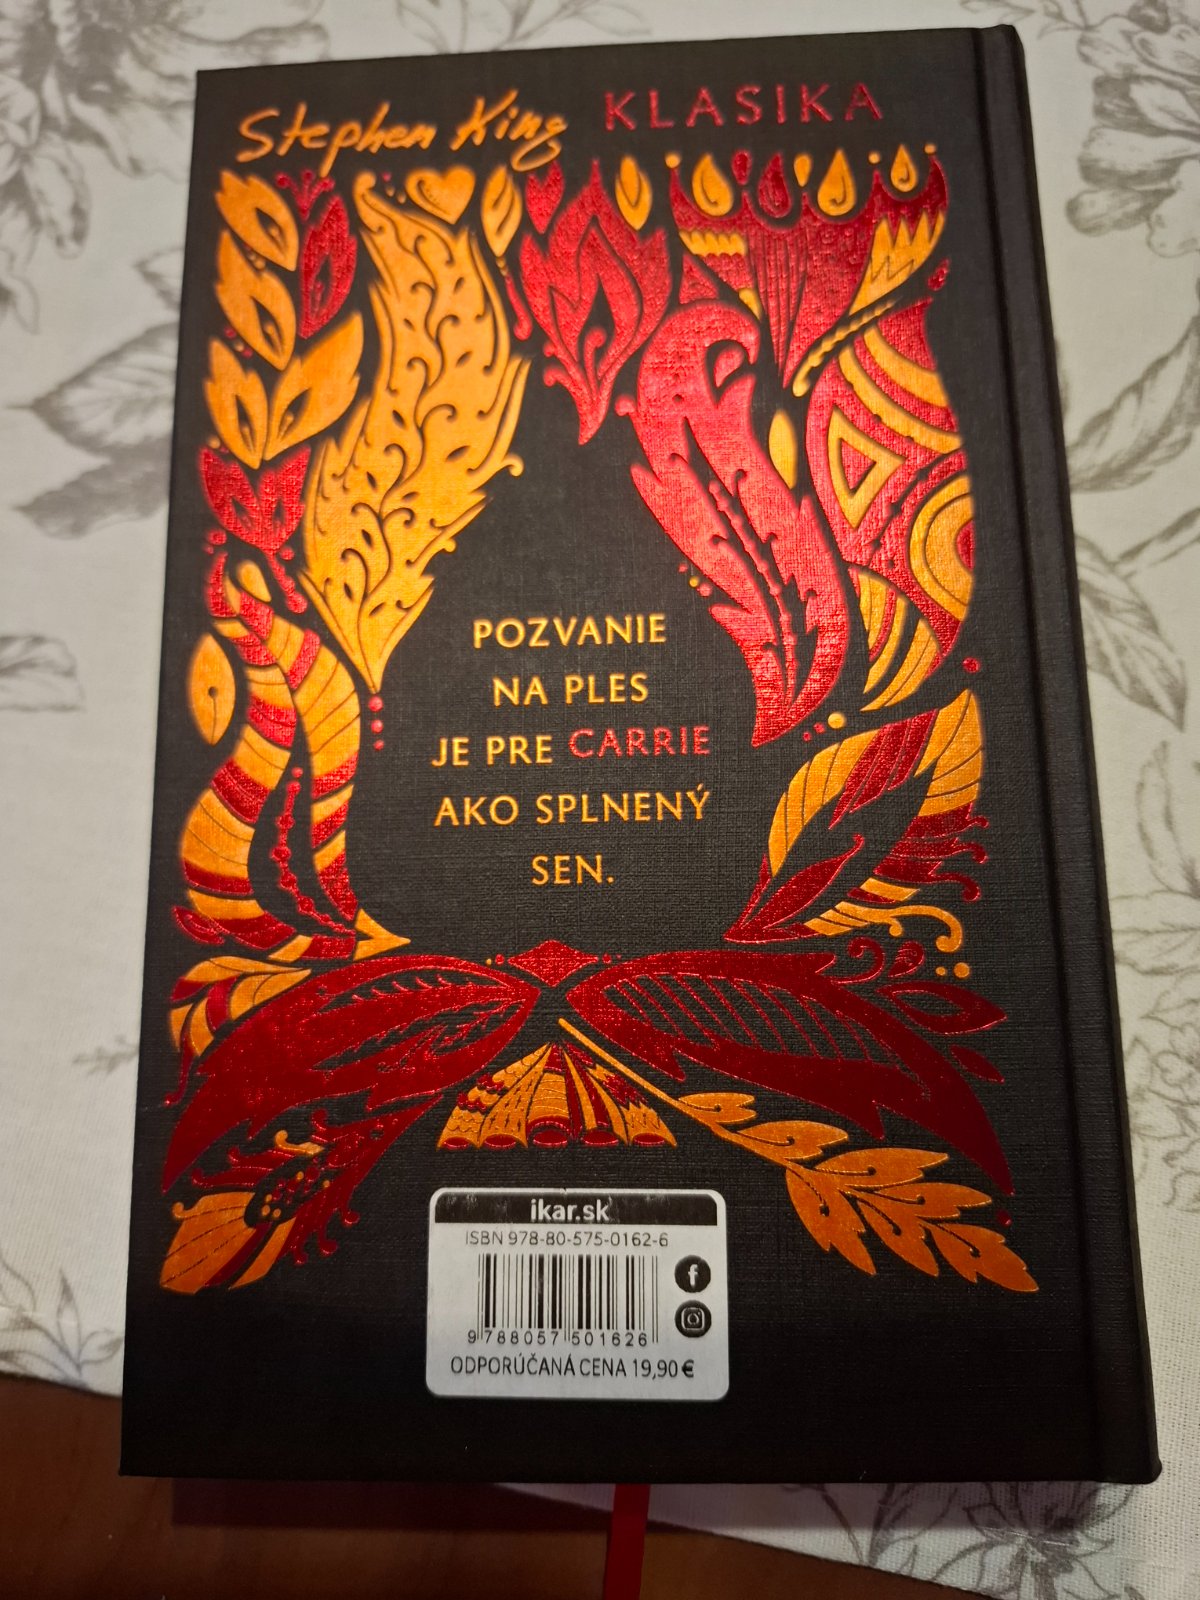 Stephen King KLASIKA
POZVANIE
NA PLES
JE PRE CARRIE
AKO SPLNENÝ
SEN.
ikar.sk
ISBN 978-80-575-0162-6
9 788057 501626
ODPORÚČANÁ CENA 19,90 €